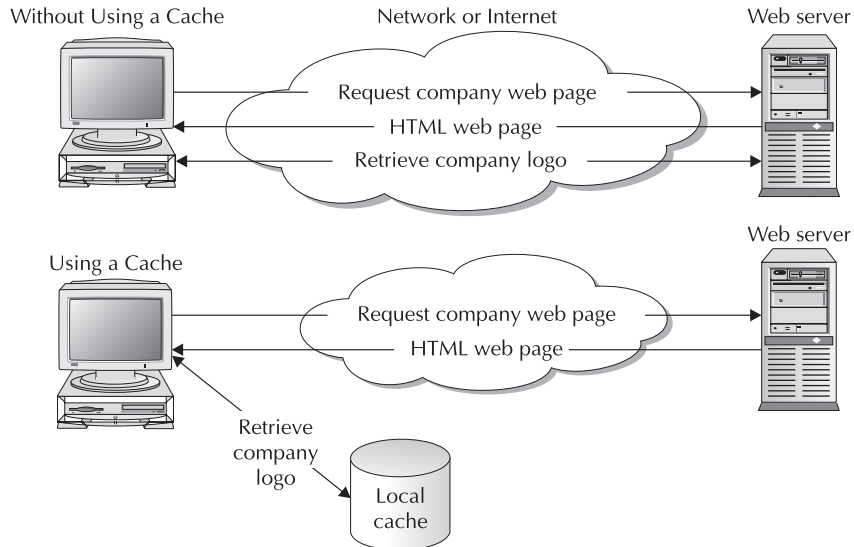 Without Using a Cache
Network or Internet
Web server
Request company web page
HTML web page
Retrieve company logo
Using a Cache
Web server
Request company web page
HTML web page
Retrieve
company
logo
Local
cache